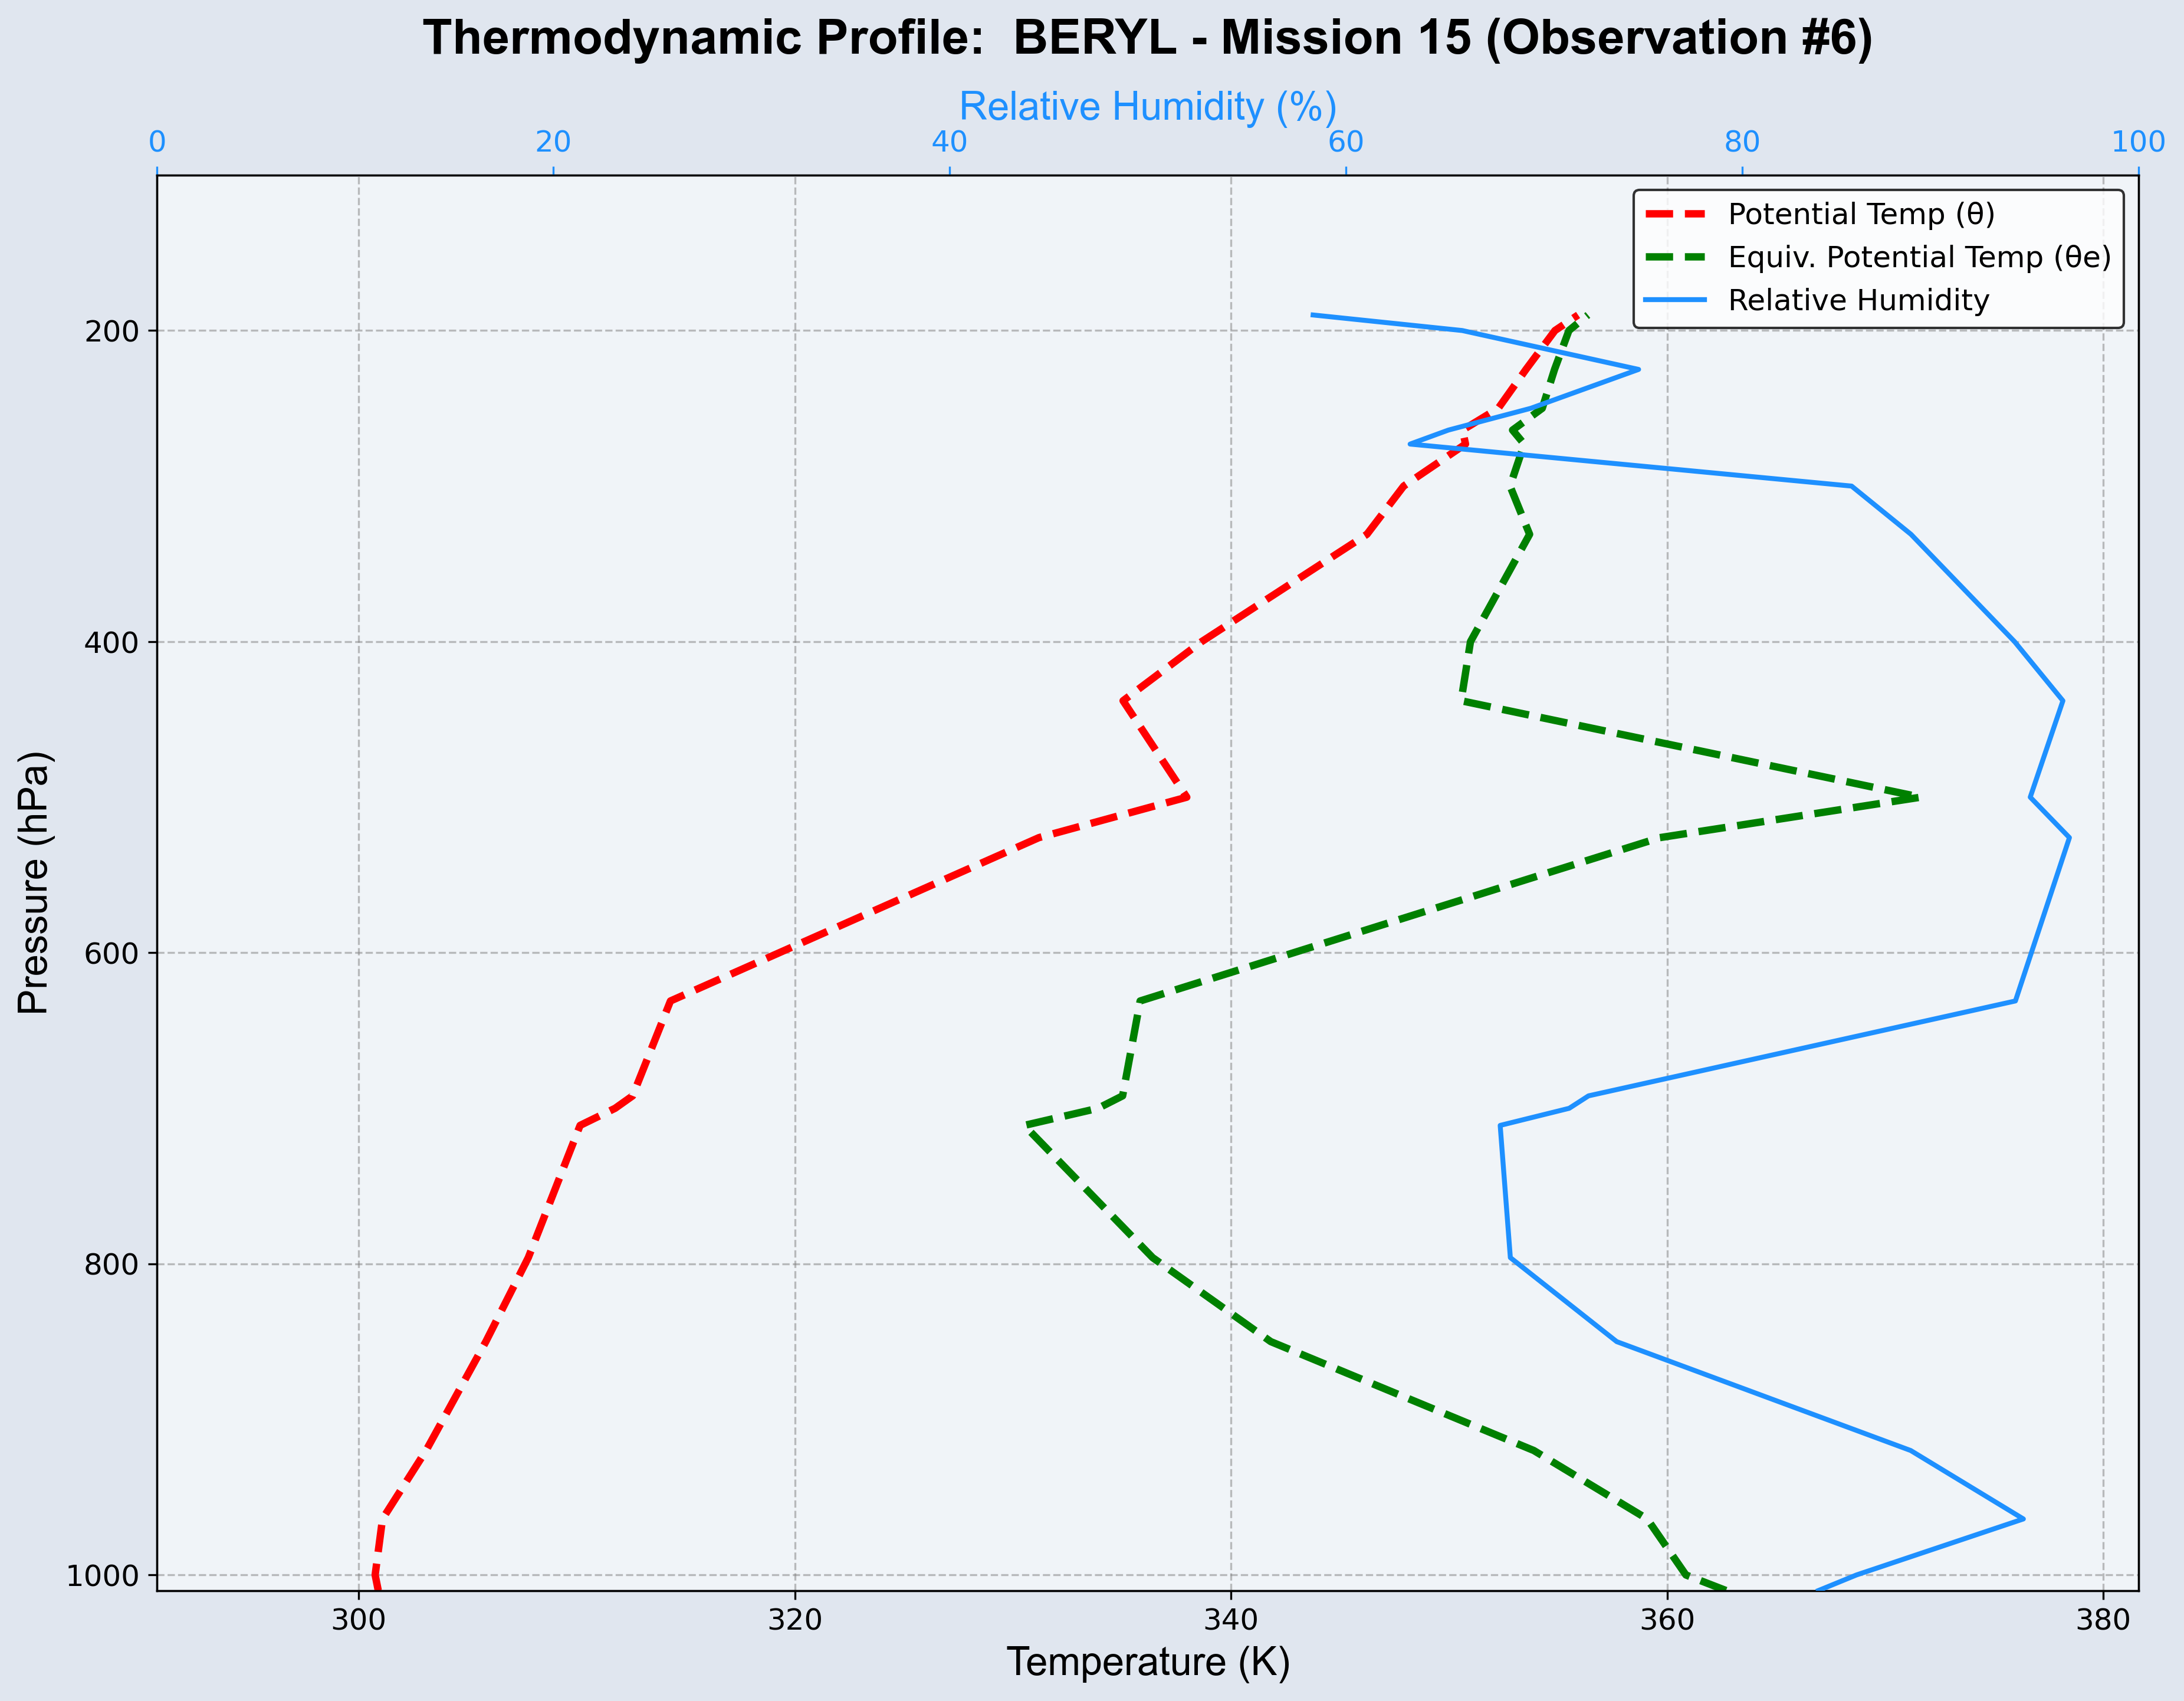 Thermodynamic Profile:  BERYL - Mission 15 (Observation #6)
Relative Humidity (%)
0 20 40 60 80 100
Potential Temp (θ)
Equiv. Potential Temp (θe)
Relative Humidity
200
400
600
800
1000
Pressure (hPa)
300 320 340 360 380
Temperature (K)